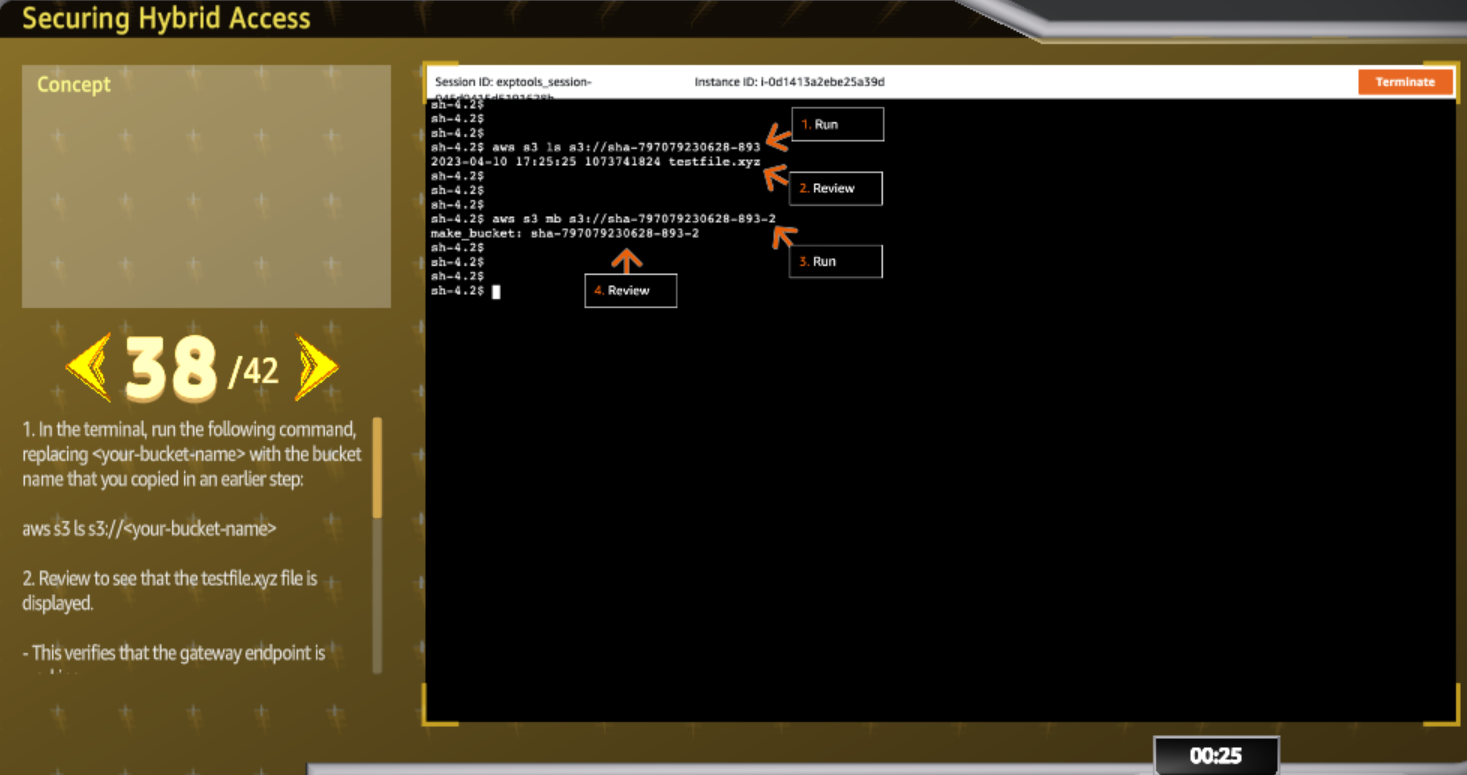 Securing Hybrid Access
Concept
38 /42
1. In the terminal, run the following command,
replacing <your-bucket-name> with the bucket
name that you copied in an earlier step:
aws s3 ls s3://<your-bucket-name>
2. Review to see that the testfile.xyz file is
displayed.
- This verifies that the gateway endpoint is
Session ID: exptools_session-
Instance ID: i-0d1413a2ebe25a39d
Terminate
sh-4.2$
sh-4.2$
sh-4.2$
sh-4.2$ aws s3 ls s3://sha-797079230628-893
2023-04-10 17:25:25 1073741824 testfile.xyz
sh-4.2$
sh-4.2$
sh-4.2$
sh-4.2$ aws s3 mb s3://sha-797079230628-893-2
make_bucket: sha-797079230628-893-2
sh-4.2$
sh-4.2$
sh-4.2$
sh-4.2$
1. Run
2. Review
3. Run
4. Review
00:25